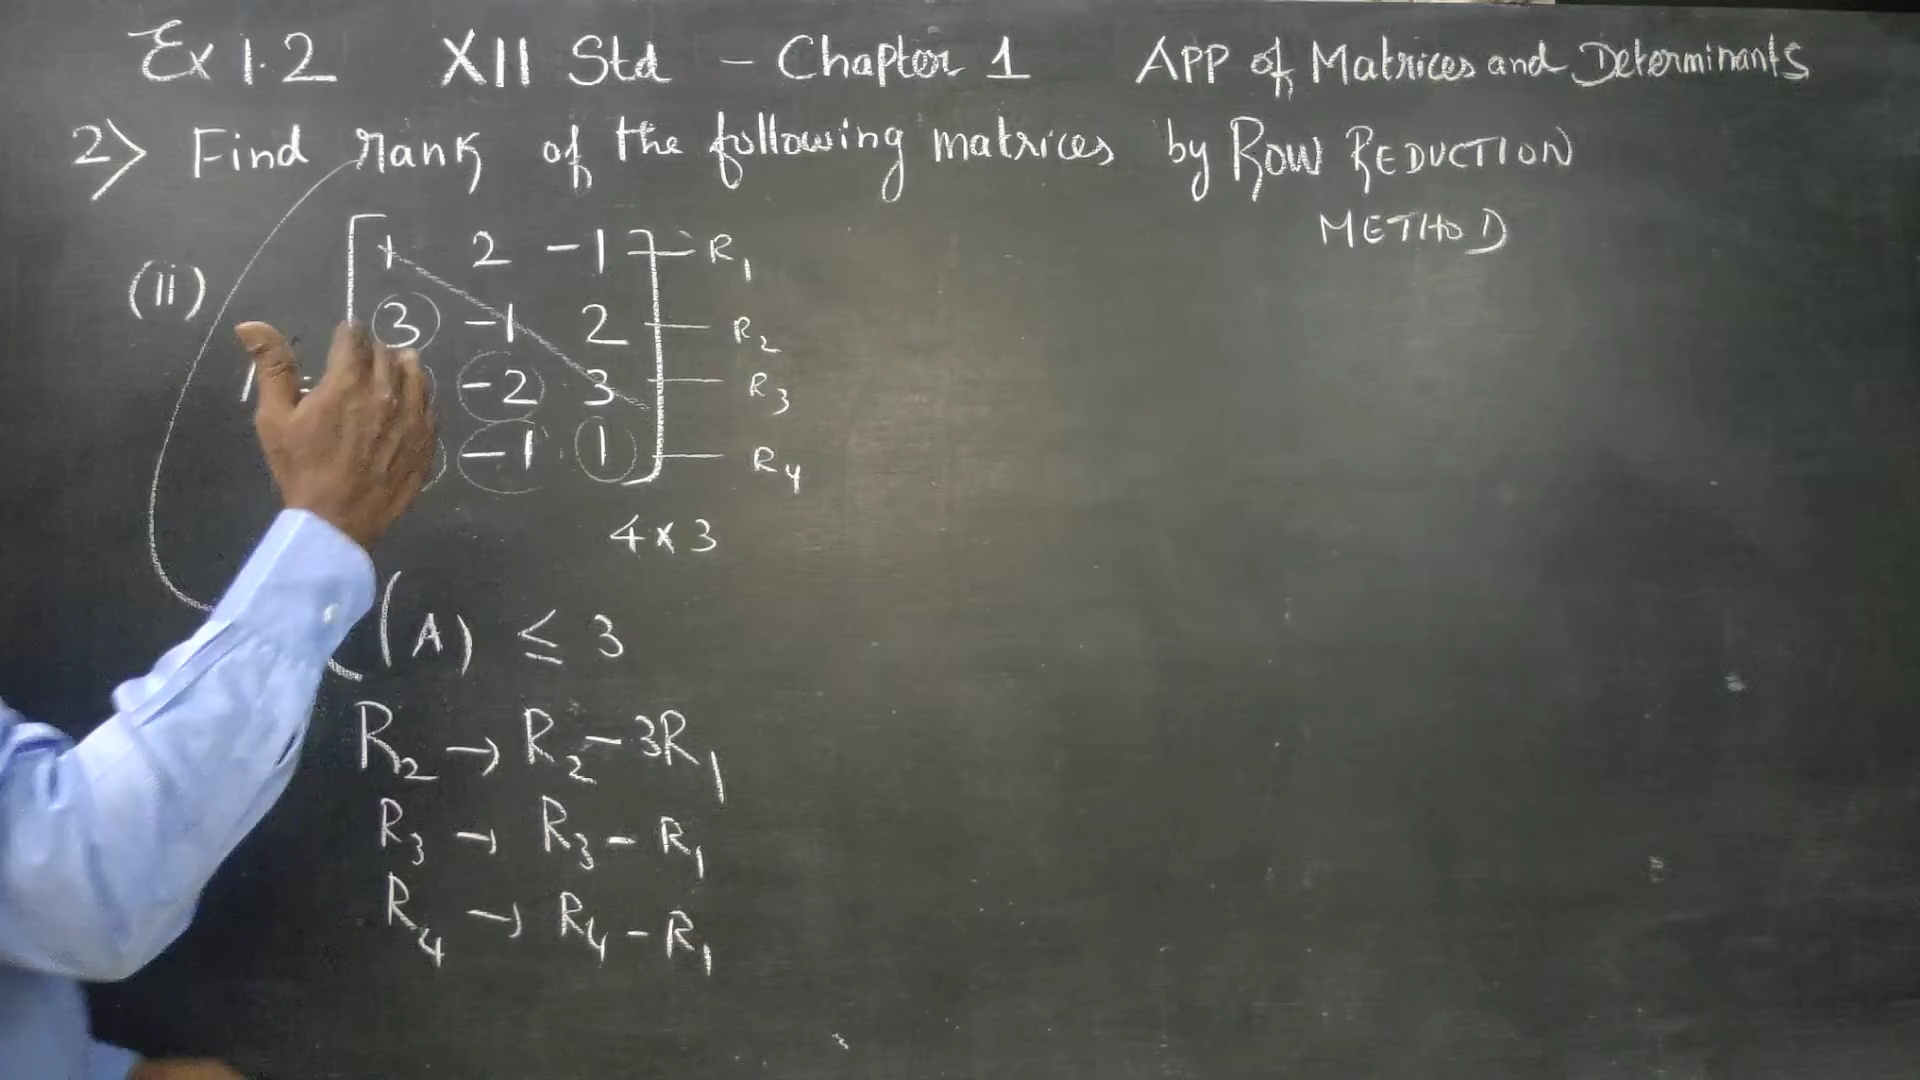 Ex 1.2 XII Std - Chapter 1 APP of Matrices and Determinants
2) Find rank of the following matrices by ROW REDUCTION
METHOD
(ii)
1 2 -1 R1
3 -1 2 R2
-2 3 R3
-1 1 R4
4 × 3
(A) ≤ 3
R2 → R2 - 3R1
R3 → R3 - R1
R4 → R4 - R1